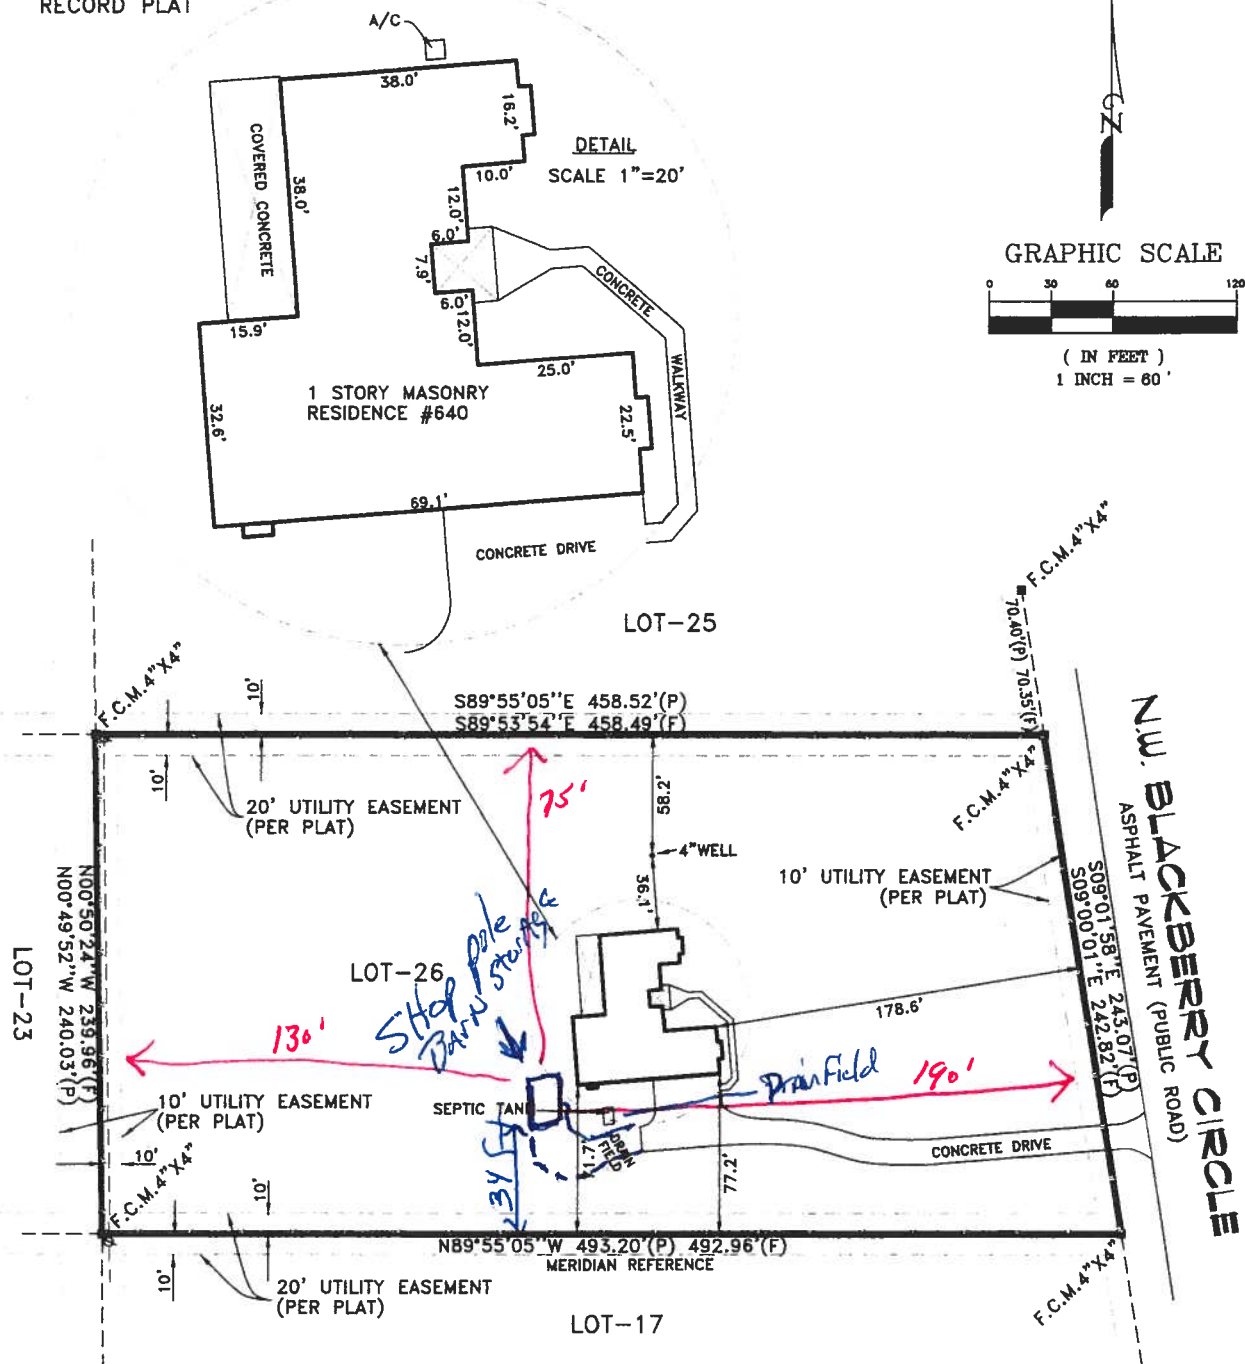 RECORD PLAT
A/C
38.0'
16.2'
COVERED CONCRETE
38.0'
DETAIL
SCALE 1"=20'
10.0'
12.0'
6.0'
7.9'
6.0'
12.0'
CONCRETE
WALKWAY
15.9'
25.0'
1 STORY MASONRY
RESIDENCE #640
32.6'
22.5'
69.1'
CONCRETE DRIVE
GRAPHIC SCALE
0 30 60 120
( IN FEET )
1 INCH = 60 '
LOT-25
F.C.M.4"X4"
70.40'(P) 70.35'(F)
F.C.M.4"X4"
10'
S89°55'05"E 458.52'(P)
S89°53'54"E 458.49'(F)
10'
20' UTILITY EASEMENT
(PER PLAT)
75'
58.2'
4"WELL
36.1'
F.C.M.4"X4"
10' UTILITY EASEMENT
(PER PLAT)
N.W. BLACKBERRY CIRCLE
ASPHALT PAVEMENT (PUBLIC ROAD)
S09°01'58"E 243.07'(P)
S09°00'01"E 242.82'(F)
LOT-23
N00°50'24"W 239.96'(F)
N00°49'52"W 240.03'(P)
LOT-26
SHOP Pole
BARN Storage
178.6'
130'
190'
Drain Field
10' UTILITY EASEMENT
(PER PLAT)
SEPTIC TANK
DRAIN
FIELD
34 ft
77.2'
CONCRETE DRIVE
10'
F.C.M.4"X4"
10'
N89°55'05"W 493.20'(P) 492.96'(F)
MERIDIAN REFERENCE
10'
20' UTILITY EASEMENT
(PER PLAT)
LOT-17
F.C.M.4"X4"